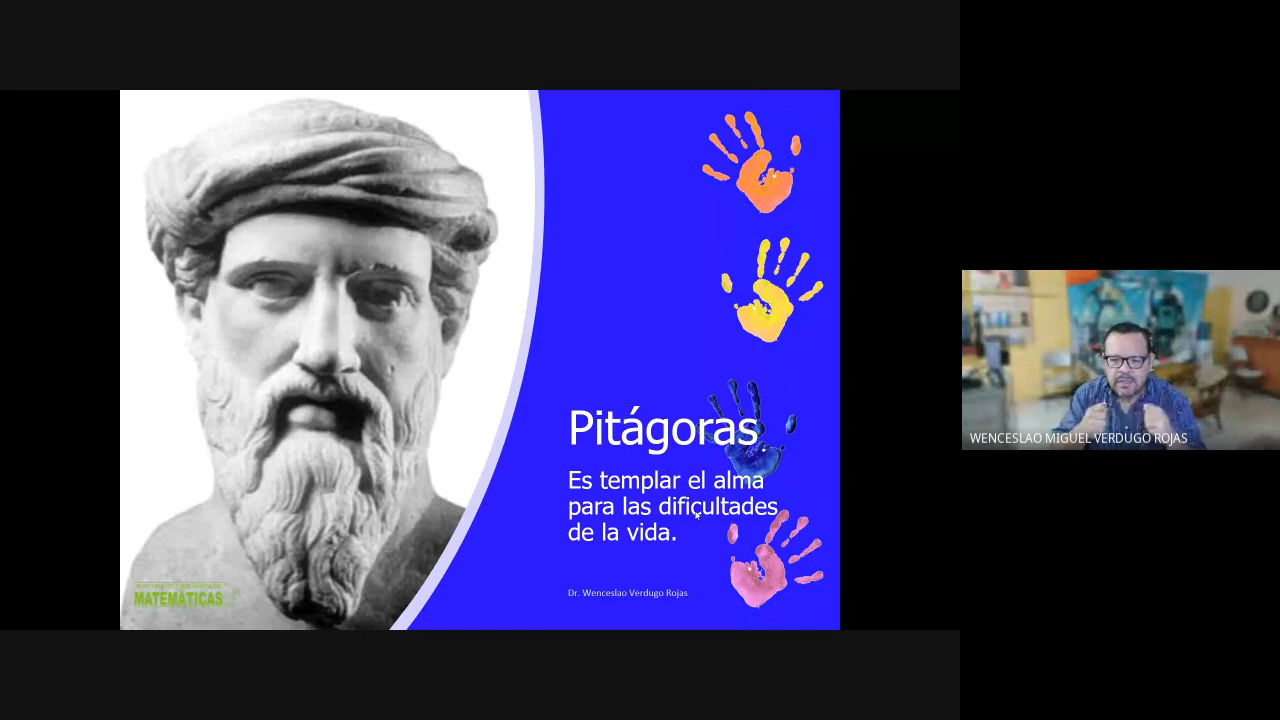 Pitágoras
Es templar el alma
para las dificultades
de la vida.
Dr. Wenceslao Verdugo Rojas
MATEMATICAS
WENCESLAO MIGUEL VERDUGO ROJAS